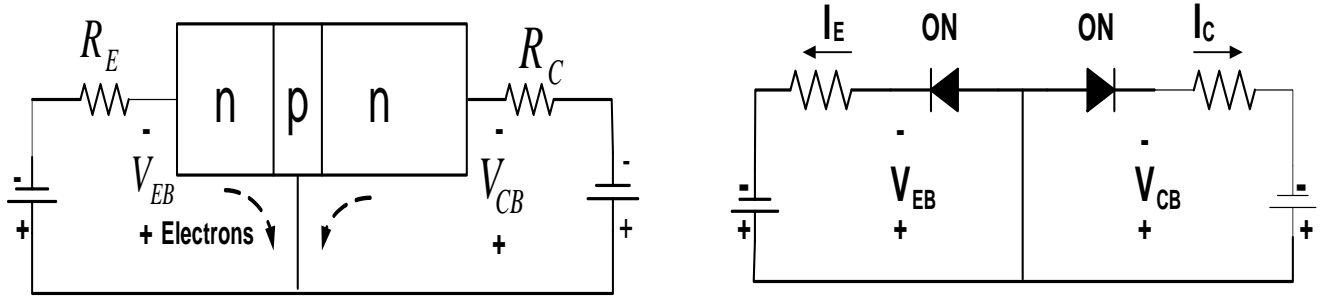 R_E
n p n
R_C
-
V_EB
+ Electrons
-
V_CB
+
-
+
-
+
I_E ON ON I_C
-
V_EB
+
-
V_CB
+
-
+
-
+